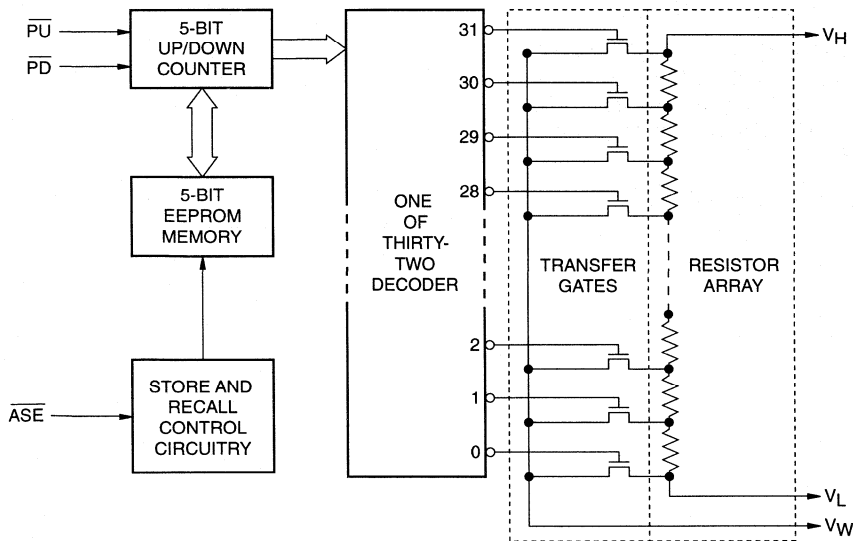 PU
PD
5-BIT
UP/DOWN
COUNTER
5-BIT
EEPROM
MEMORY
ASE
STORE AND
RECALL
CONTROL
CIRCUITRY
ONE
OF
THIRTY-
TWO
DECODER
31
30
29
28
2
1
0
TRANSFER
GATES
RESISTOR
ARRAY
VH
VL
VW